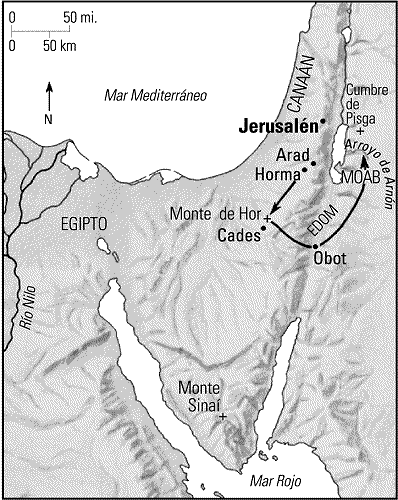 0 50 mi.
0 50 km
N
Mar Mediterráneo
CANAÁN
Cumbre
de
Pisga
Jerusalén
Arad
Horma
Arroyo de Arnón
MOAB
Monte de Hor
EDOM
EGIPTO
Cades
Obot
Río Nilo
Monte
Sinaí
Mar Rojo